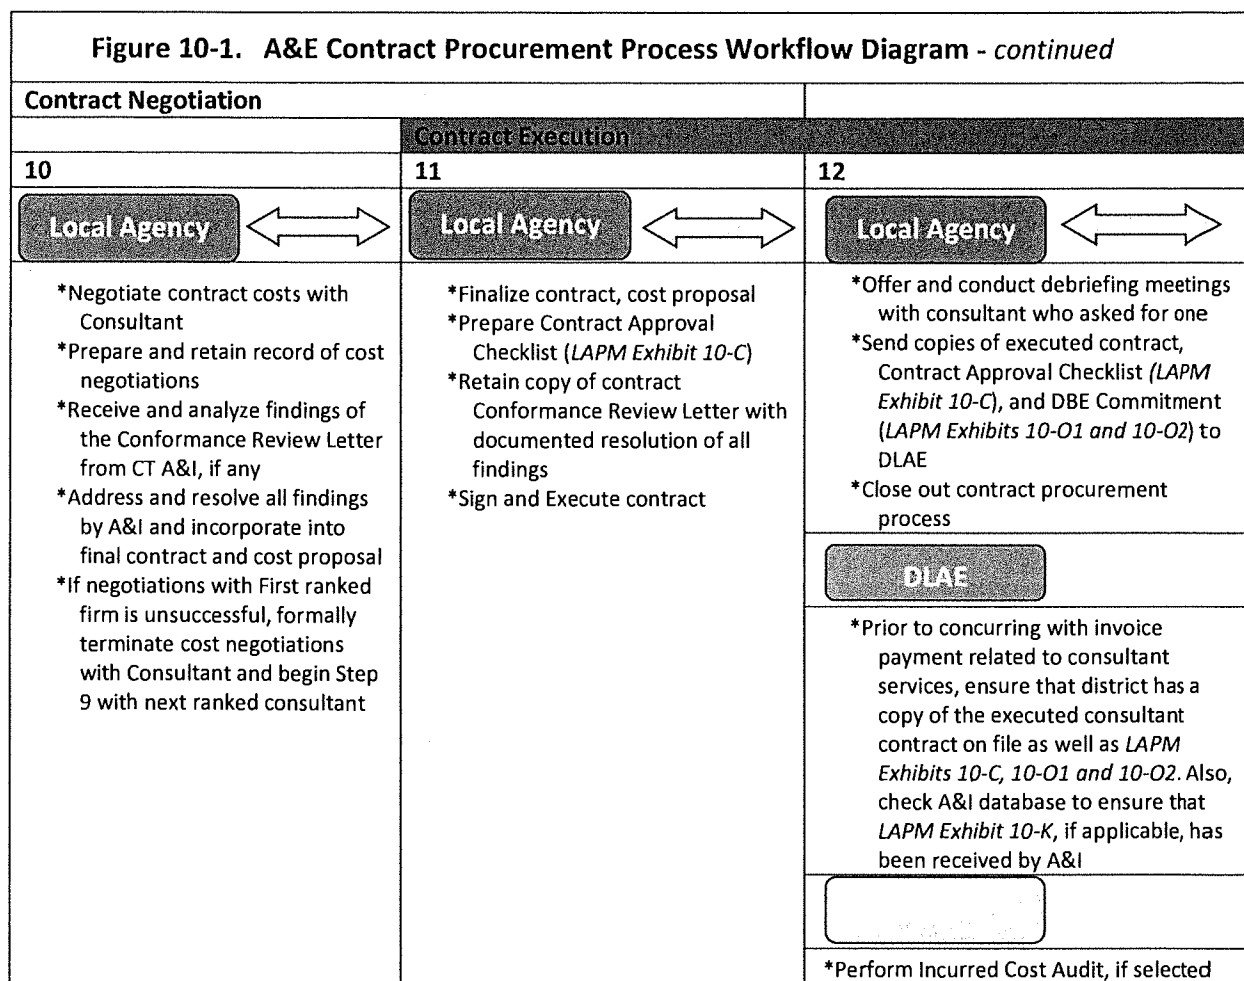 Figure 10-1. A&E Contract Procurement Process Workflow Diagram - continued
Contract Negotiation
Contract Execution
10
11
12
Local Agency
*Negotiate contract costs with
Consultant
*Prepare and retain record of cost
negotiations
*Receive and analyze findings of
the Conformance Review Letter
from CT A&I, if any
*Address and resolve all findings
by A&I and incorporate into
final contract and cost proposal
*If negotiations with First ranked
firm is unsuccessful, formally
terminate cost negotiations
with Consultant and begin Step
9 with next ranked consultant
Local Agency
*Finalize contract, cost proposal
*Prepare Contract Approval
Checklist (LAPM Exhibit 10-C)
*Retain copy of contract
Conformance Review Letter with
documented resolution of all
findings
*Sign and Execute contract
Local Agency
*Offer and conduct debriefing meetings
with consultant who asked for one
*Send copies of executed contract,
Contract Approval Checklist (LAPM
Exhibit 10-C), and DBE Commitment
(LAPM Exhibits 10-O1 and 10-O2) to
DLAE
*Close out contract procurement
process
DLAE
*Prior to concurring with invoice
payment related to consultant
services, ensure that district has a
copy of the executed consultant
contract on file as well as LAPM
Exhibits 10-C, 10-O1 and 10-O2. Also,
check A&I database to ensure that
LAPM Exhibit 10-K, if applicable, has
been received by A&I
*Perform Incurred Cost Audit, if selected